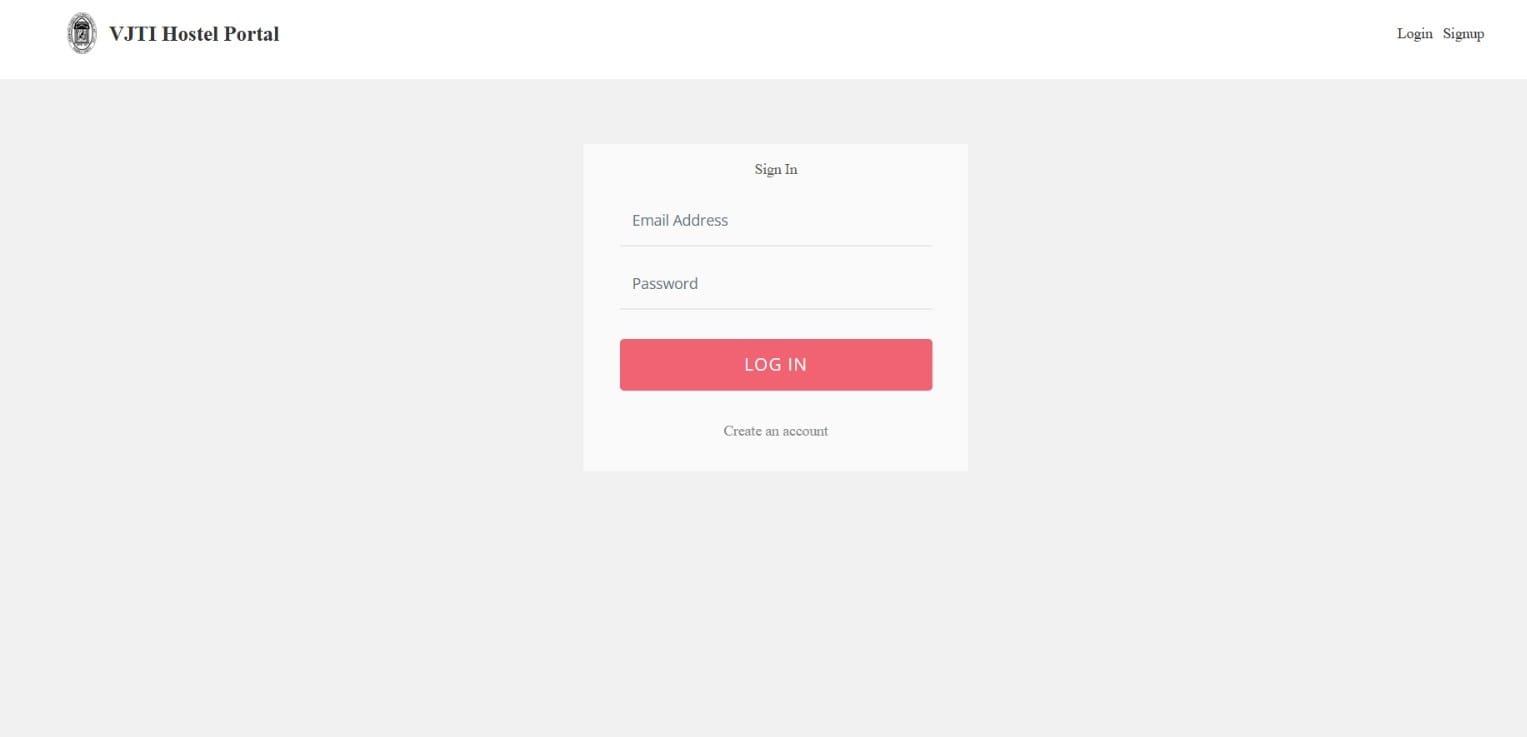 VJTI Hostel Portal
Login Signup
Sign In
Email Address
Password
LOG IN
Create an account